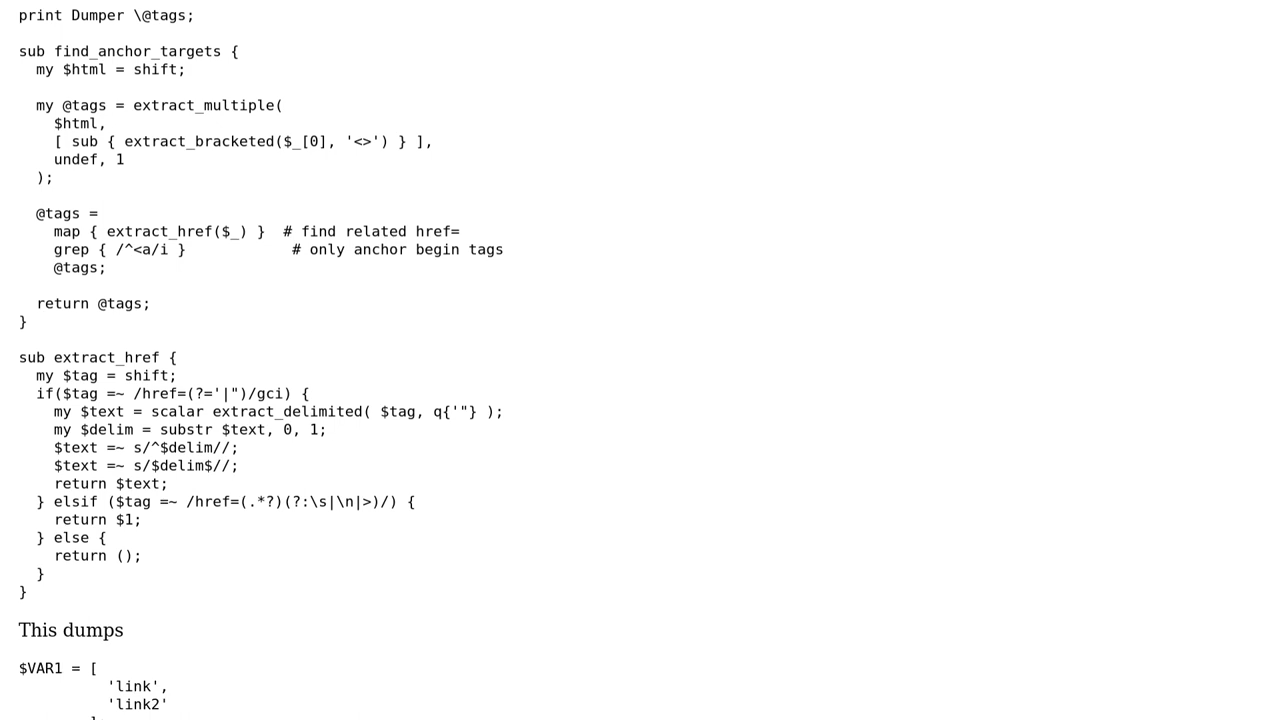 print Dumper \@tags;
sub find_anchor_targets {
my $html = shift;
my @tags = extract_multiple(
$html,
[ sub { extract_bracketed($_[0], '<>') } ],
undef, 1
);
@tags =
map { extract_href($_) }  # find related href=
grep { /^<a/i }            # only anchor begin tags
@tags;
return @tags;
}
sub extract_href {
my $tag = shift;
if($tag =~ /href=(?='|")/gci) {
my $text = scalar extract_delimited( $tag, q{'"} );
my $delim = substr $text, 0, 1;
$text =~ s/^$delim//;
$text =~ s/$delim$//;
return $text;
} elsif ($tag =~ /href=(.*?)(?:\s|\n|>)/) {
return $1;
} else {
return ();
}
}
This dumps
$VAR1 = [
'link',
'link2'